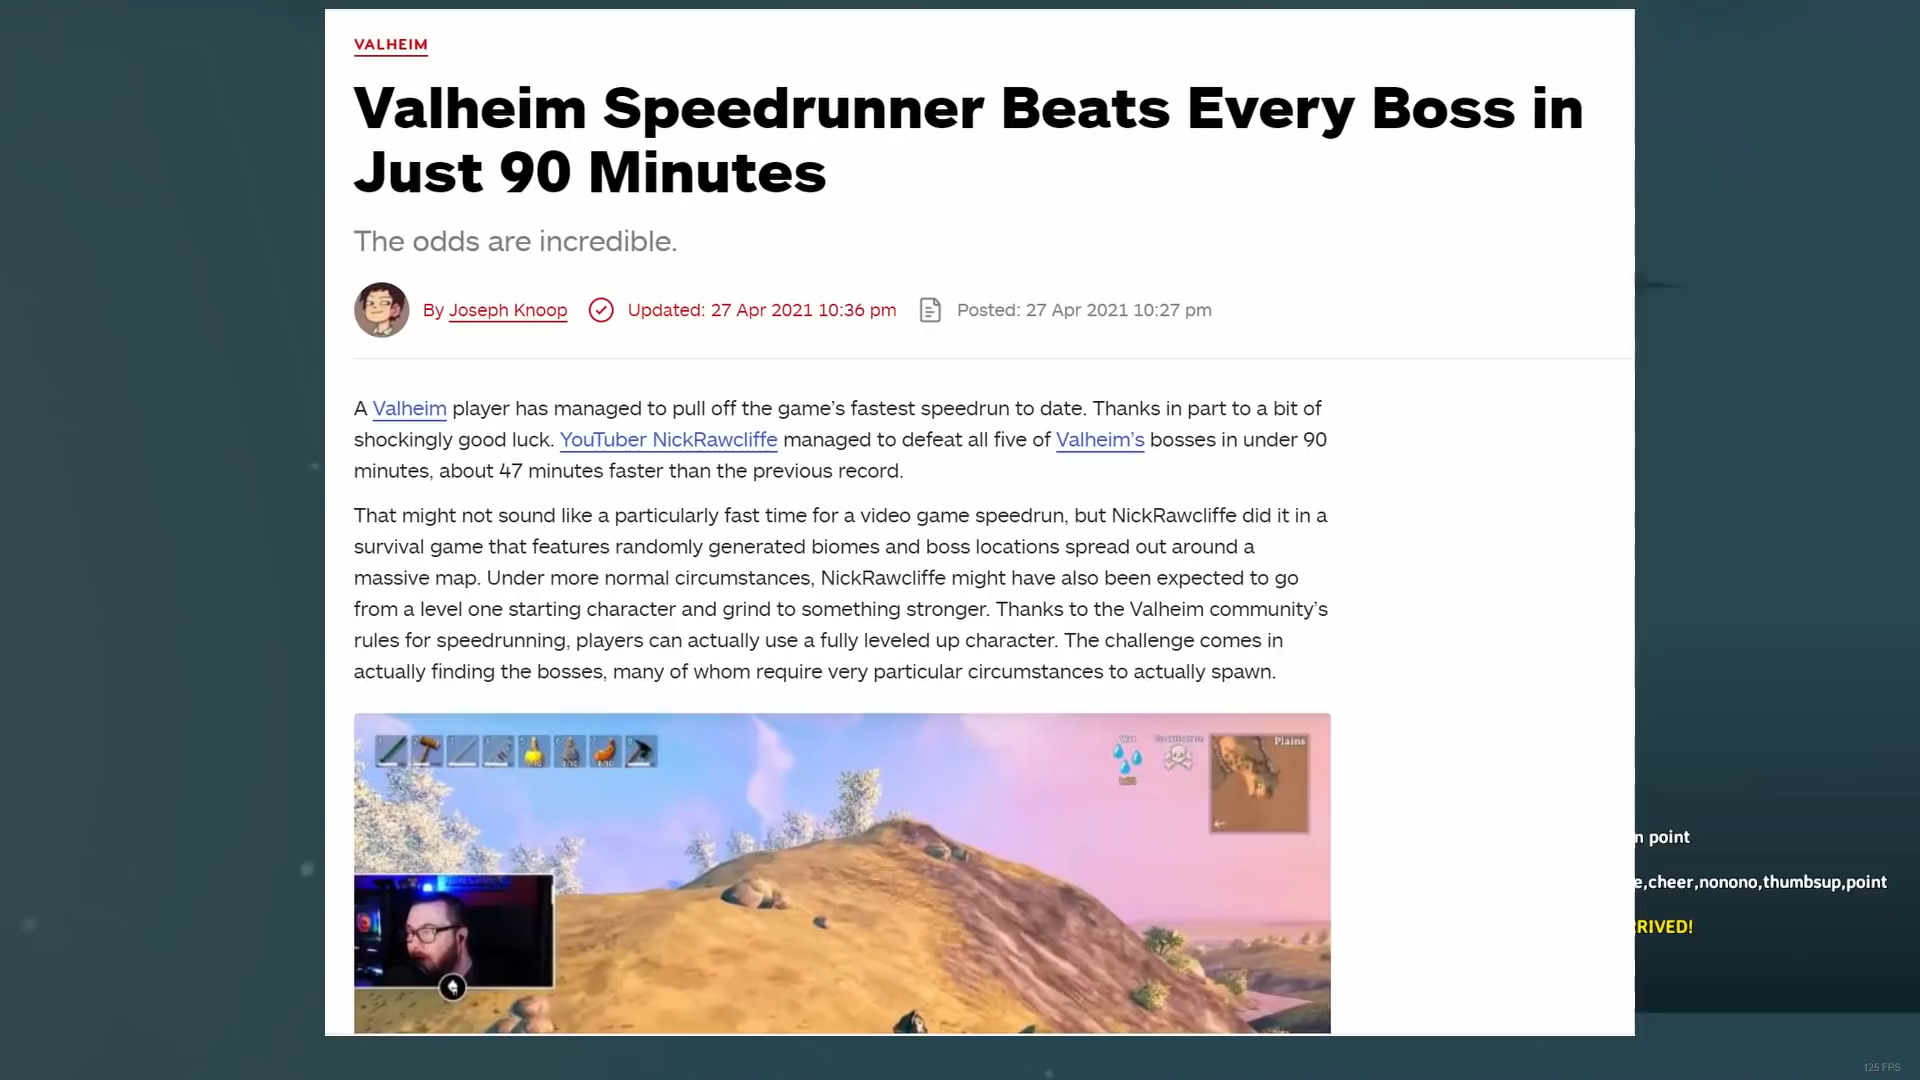 VALHEIM
Valheim Speedrunner Beats Every Boss in
Just 90 Minutes
The odds are incredible.
By Joseph Knoop Updated: 27 Apr 2021 10:36 pm Posted: 27 Apr 2021 10:27 pm
A Valheim player has managed to pull off the game’s fastest speedrun to date. Thanks in part to a bit of
shockingly good luck. YouTuber NickRawcliffe managed to defeat all five of Valheim’s bosses in under 90
minutes, about 47 minutes faster than the previous record.
That might not sound like a particularly fast time for a video game speedrun, but NickRawcliffe did it in a
survival game that features randomly generated biomes and boss locations spread out around a
massive map. Under more normal circumstances, NickRawcliffe might have also been expected to go
from a level one starting character and grind to something stronger. Thanks to the Valheim community’s
rules for speedrunning, players can actually use a fully leveled up character. The challenge comes in
actually finding the bosses, many of whom require very particular circumstances to actually spawn.
Plains
n point
e,cheer,nonono,thumbsup,point
RIVED!
125 FPS